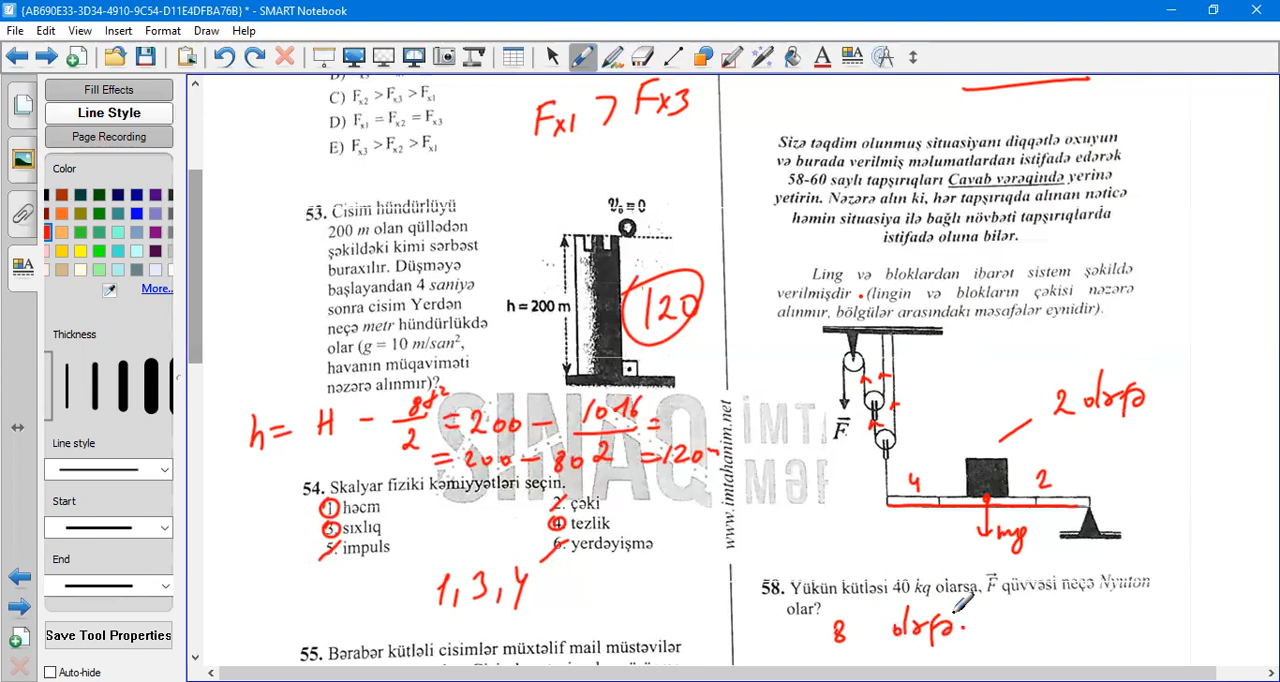 {AB690E33-3D34-4910-9C54-D11E4DFBA76B} * - SMART Notebook
File Edit View Insert Format Draw Help
Fill Effects
Line Style
Page Recording
Color
More..
Thickness
Line style
Start
End
Save Tool Properties
Auto-hide
C) Fx2 > Fx3 > Fx1
D) Fx1 = Fx2 = Fx3
E) Fx3 > Fx2 > Fx1
Fx1 > Fx3
53. Cisim hündürlüyü
200 m olan qüllədən
şəkildəki kimi sərbəst
buraxılır. Düşməyə
başlayandan 4 saniyə
sonra cisim Yerdən
neçə metr hündürlükdə
olar (g = 10 m/san², 
havanın müqaviməti
nəzərə alınmır)?
v₀ = 0
h = 200 m
120
h = H - gt²/2 = 200 - 10·16/2 =
= 200 - 80 = 120
54. Skalyar fiziki kəmiyyətləri seçin.
1. həcm 2. çəki
3. sıxlıq 4. tezlik
5. impuls 6. yerdəyişmə
1, 3, 4
55. Bərabər kütləli cisimlər müxtəlif mail müstəvilər
SINAQ
www.imtahanim.net
Sizə təqdim olunmuş situasiyanı diqqətlə oxuyun
və burada verilmiş məlumatlardan istifadə edərək
58-60 saylı tapşırıqları Cavab vərəqində yerinə
yetirin. Nəzərə alın ki, hər tapşırıqda alınan nəticə
həmin situasiya ilə bağlı növbəti tapşırıqlarda
istifadə oluna bilər.
Ling və bloklardan ibarət sistem şəkildə
verilmişdir (lingin və blokların çəkisi nəzərə
alınmır, bölgülər arasındakı məsafələr eynidir).
F
2 dəfə
4 2
mg
58. Yükün kütləsi 40 kq olarsa, F qüvvəsi neçə Nyuton
olar?
8 dəfə.